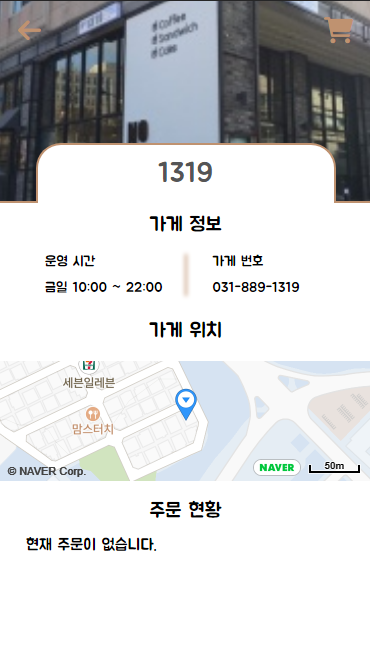 Coffee
Sandwich
1319
가게 정보
운영 시간
가게 번호
금일 10:00 ~ 22:00
031-889-1319
가게 위치
세븐일레븐
맘스터치
© NAVER Corp.
NAVER
50m
주문 현황
현재 주문이 없습니다.